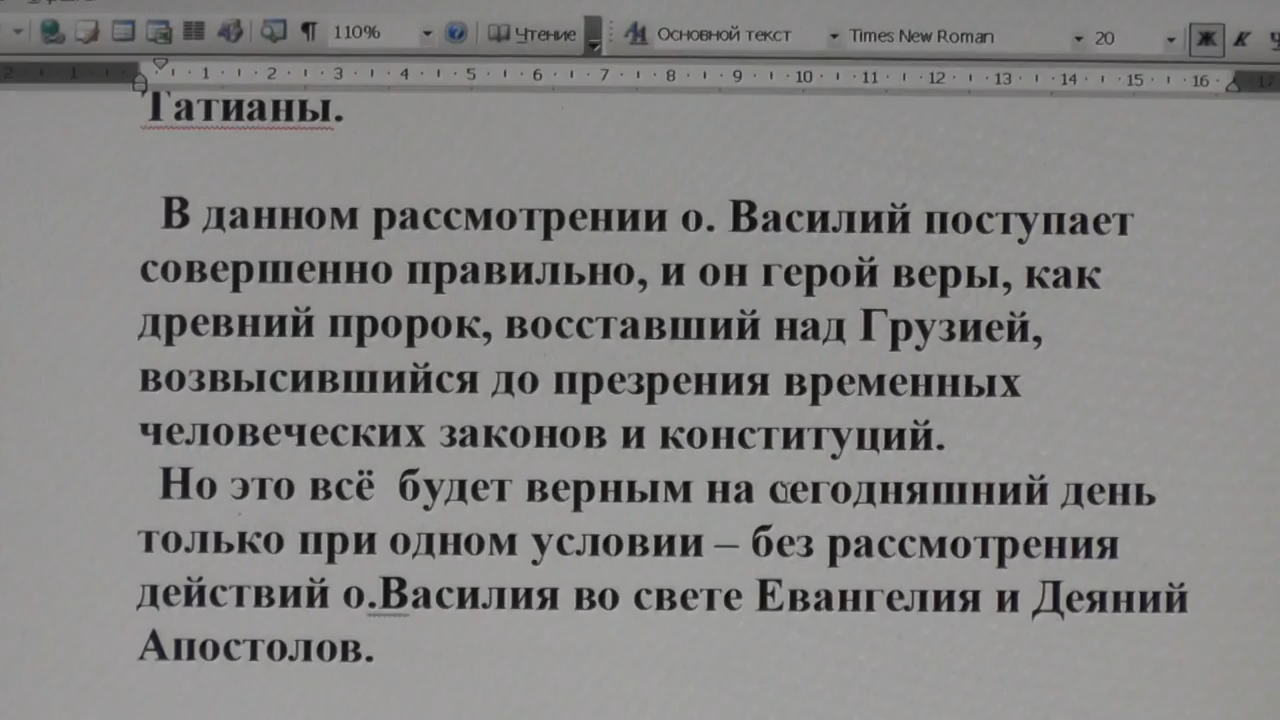 110% Чтение Основной текст Times New Roman 20 Ж К
2 1 1 2 3 4 5 6 7 8 9 10 11 12 13 14 15 16 17
Татианы.
В данном рассмотрении о. Василий поступает
совершенно правильно, и он герой веры, как
древний пророк, восставший над Грузией,
возвысившийся до презрения временных
человеческих законов и конституций.
Но это всё будет верным на сегодняшний день
только при одном условии – без рассмотрения
действий о.Василия во свете Евангелия и Деяний
Апостолов.